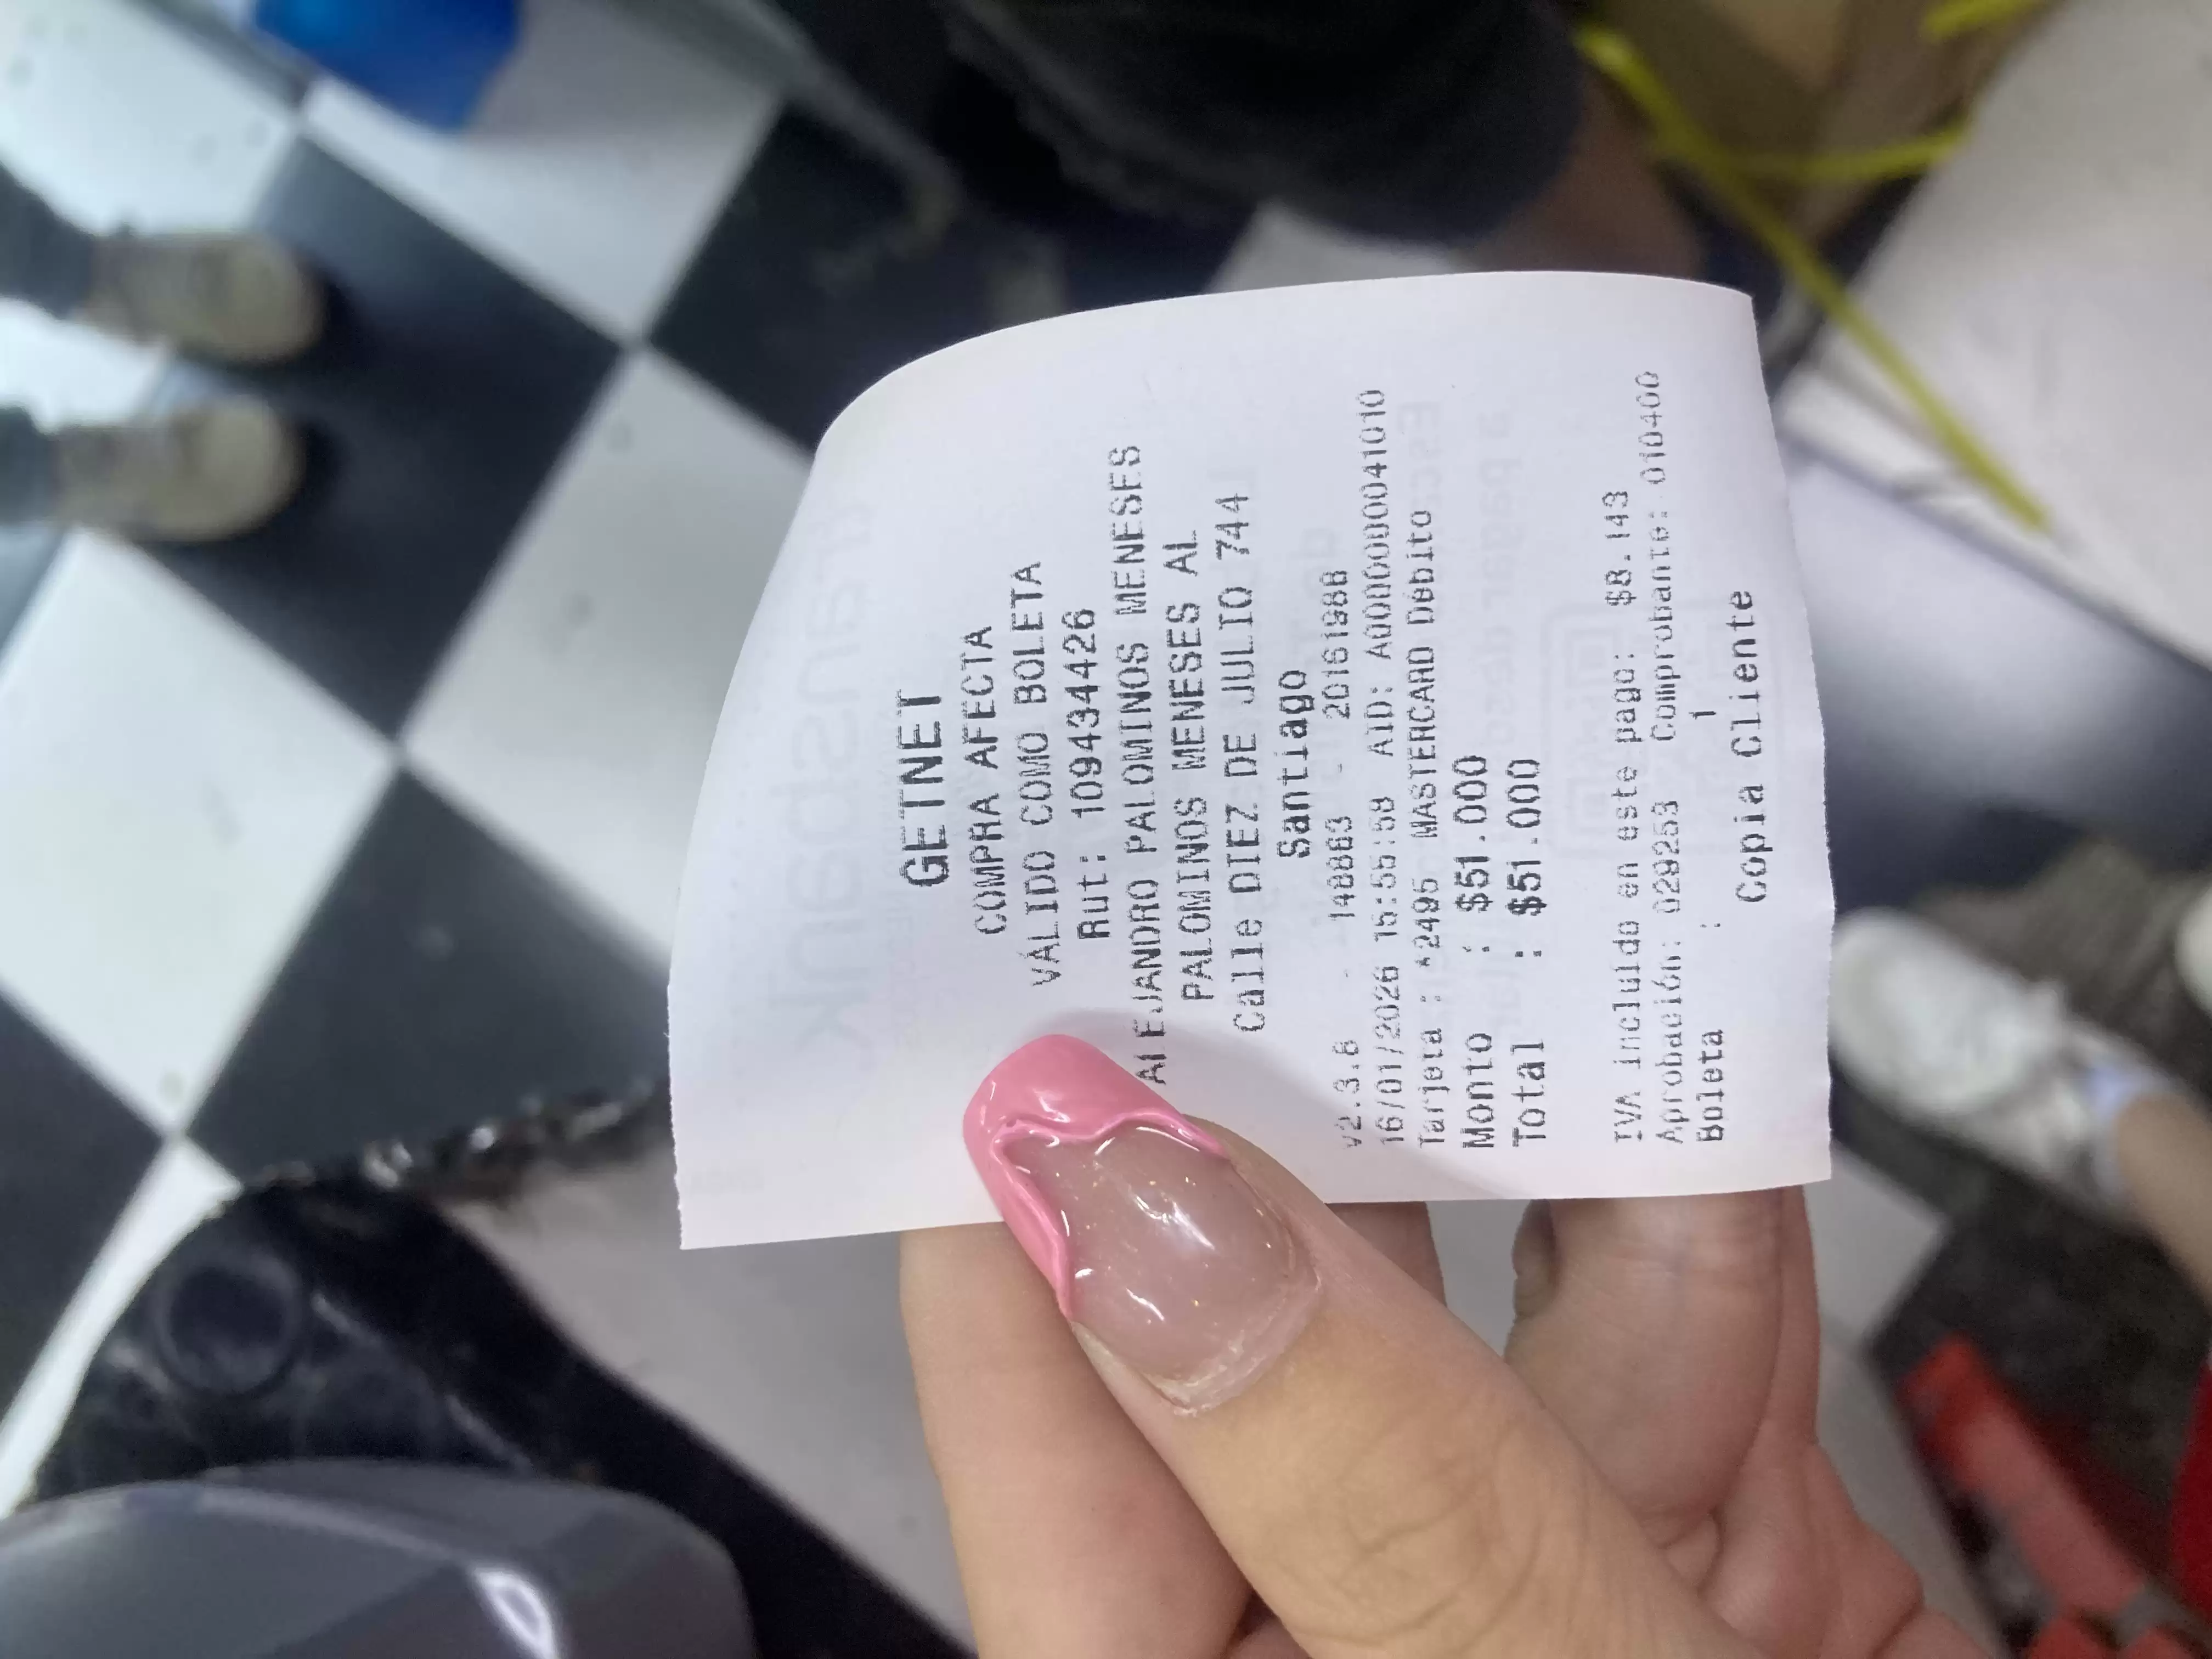 GETNET
COMPRA AFECTA
VÁLIDO COMO BOLETA
Rut: 109434426
ALEJANDRO PALOMINOS MENESES
PALOMINOS MENESES AL
Calle DIEZ DE JULIO 744
Santiago
v2.3.6 - 148883 - 20161988
16/01/2026 15:55:58 AID: A0000000041010
Tarjeta : *2495 MASTERCARD Débito
Monto : $51.000
Total : $51.000
IVA incluido en este pago: $8.143
Aprobación: 029253 Comprobante: 010400
Boleta : 1
Copia Cliente